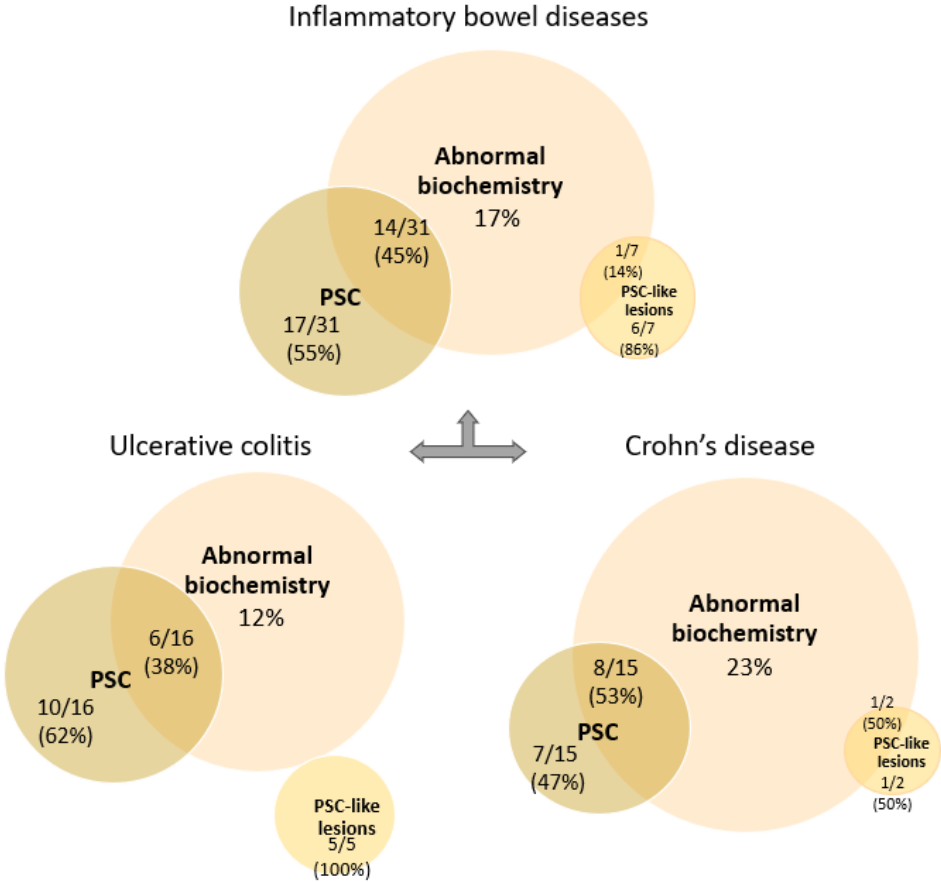 Inflammatory bowel diseases
Abnormal
biochemistry
17%
14/31
(45%)
PSC
17/31
(55%)
1/7
(14%)
PSC-like
lesions
6/7
(86%)
Ulcerative colitis
Abnormal
biochemistry
12%
6/16
(38%)
PSC
10/16
(62%)
PSC-like
lesions
5/5
(100%)
Crohn's disease
Abnormal
biochemistry
23%
8/15
(53%)
PSC
7/15
(47%)
1/2
(50%)
PSC-like
lesions
1/2
(50%)